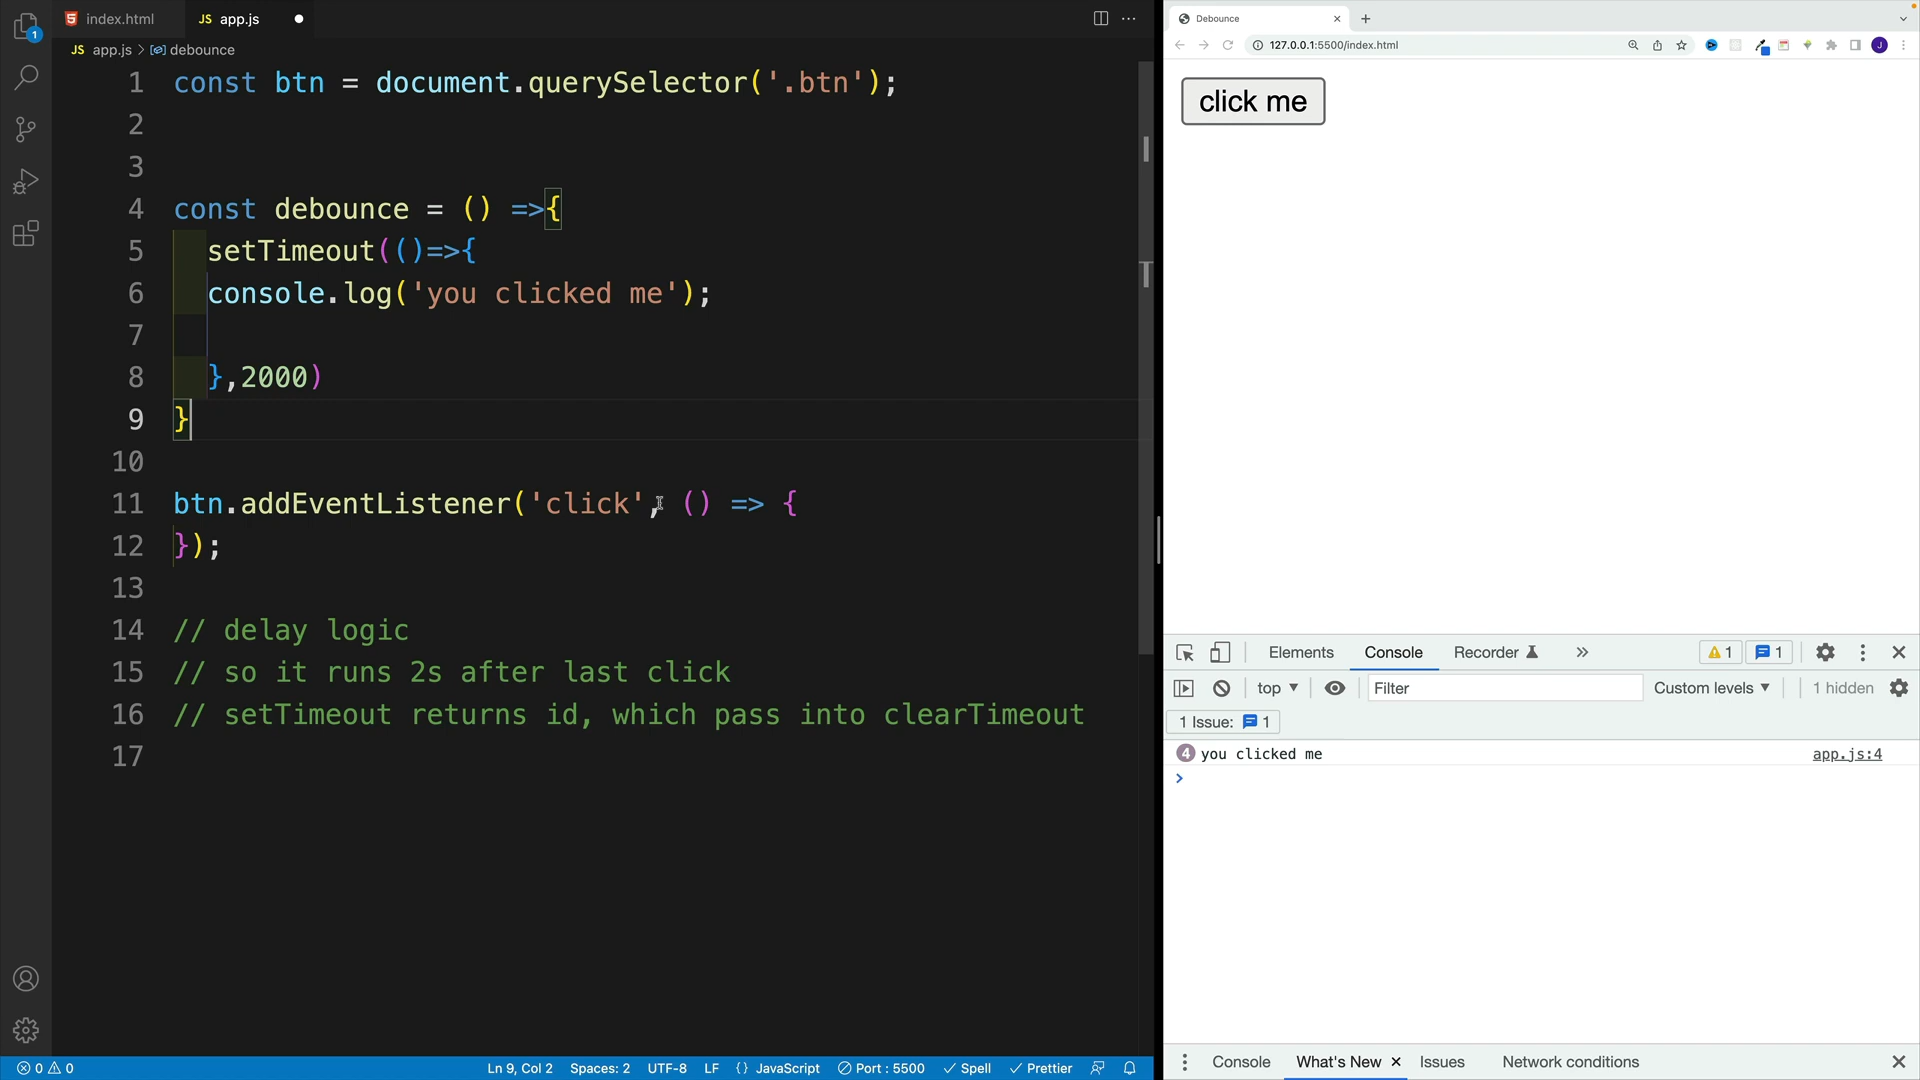 index.html
JS app.js
JS app.js > debounce
1 const btn = document.querySelector('.btn');
2
3
4 const debounce = () =>{
5 setTimeout(()=>{
6 console.log('you clicked me');
7
8 },2000)
9 }
10
11 btn.addEventListener('click', () => {
12 });
13
14 // delay logic
15 // so it runs 2s after last click
16 // setTimeout returns id, which pass into clearTimeout
17
1
0 0
Ln 9, Col 2 Spaces: 2 UTF-8 LF {} JavaScript Port : 5500 Spell Prettier
Debounce
127.0.0.1:5500/index.html
J
click me
Elements Console Recorder 1 1
top Filter Custom levels 1 hidden
1 Issue: 1
4 you clicked me app.js:4
Console What's New Issues Network conditions